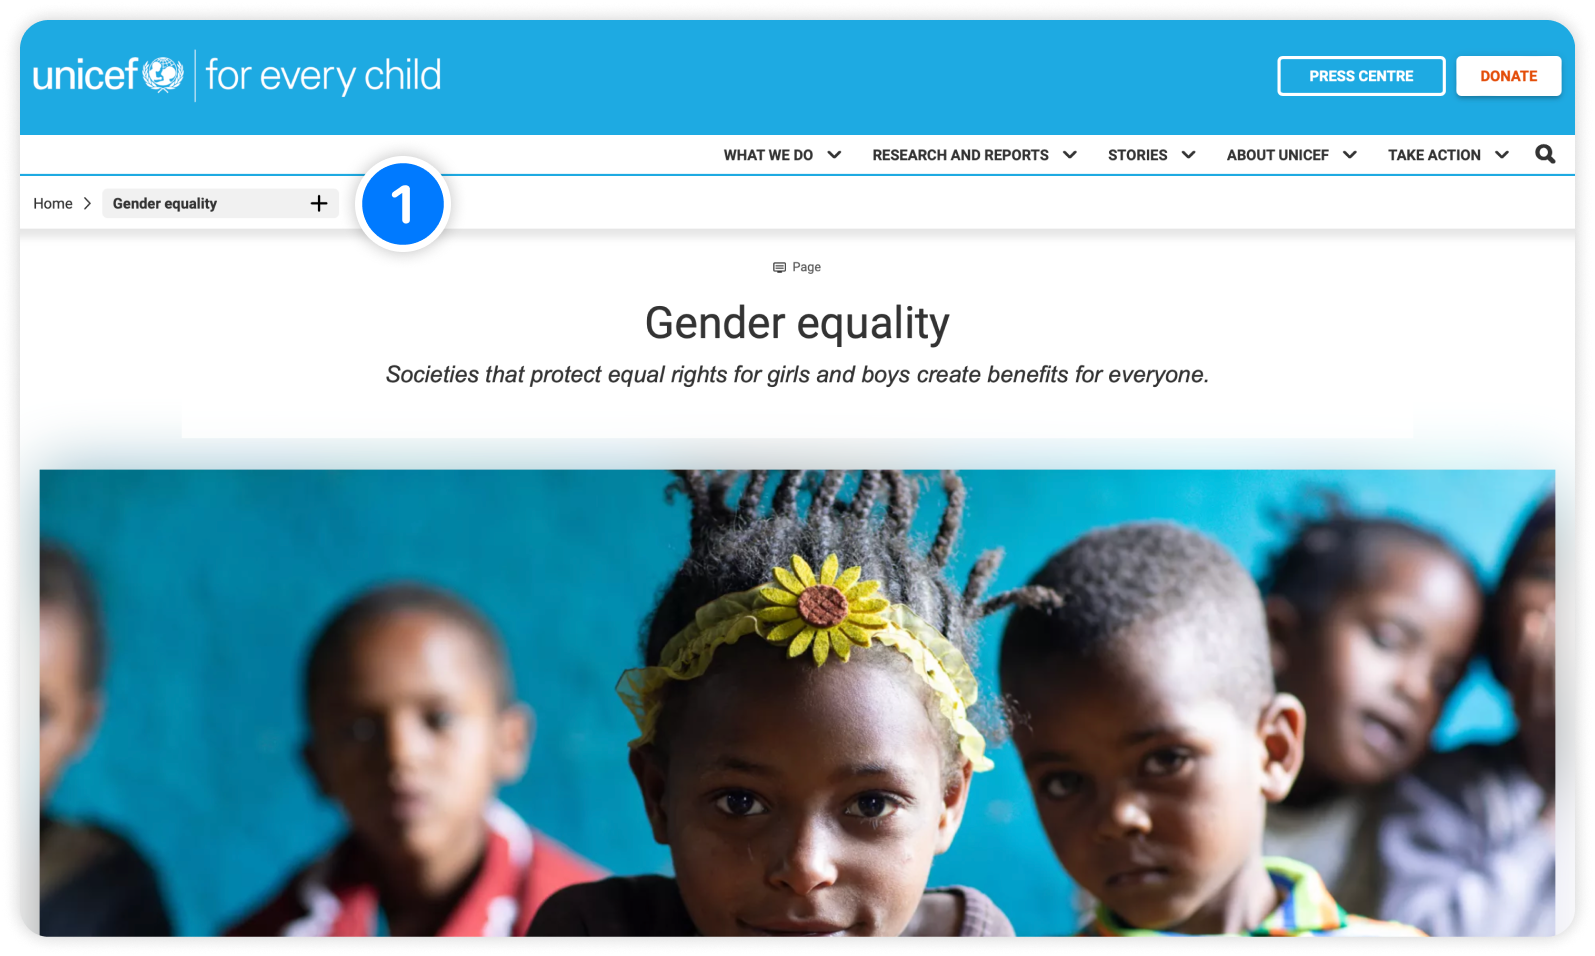 unicef | for every child
PRESS CENTRE
DONATE
WHAT WE DO
RESEARCH AND REPORTS
STORIES
ABOUT UNICEF
TAKE ACTION
Home
Gender equality
1
Page
Gender equality
Societies that protect equal rights for girls and boys create benefits for everyone.